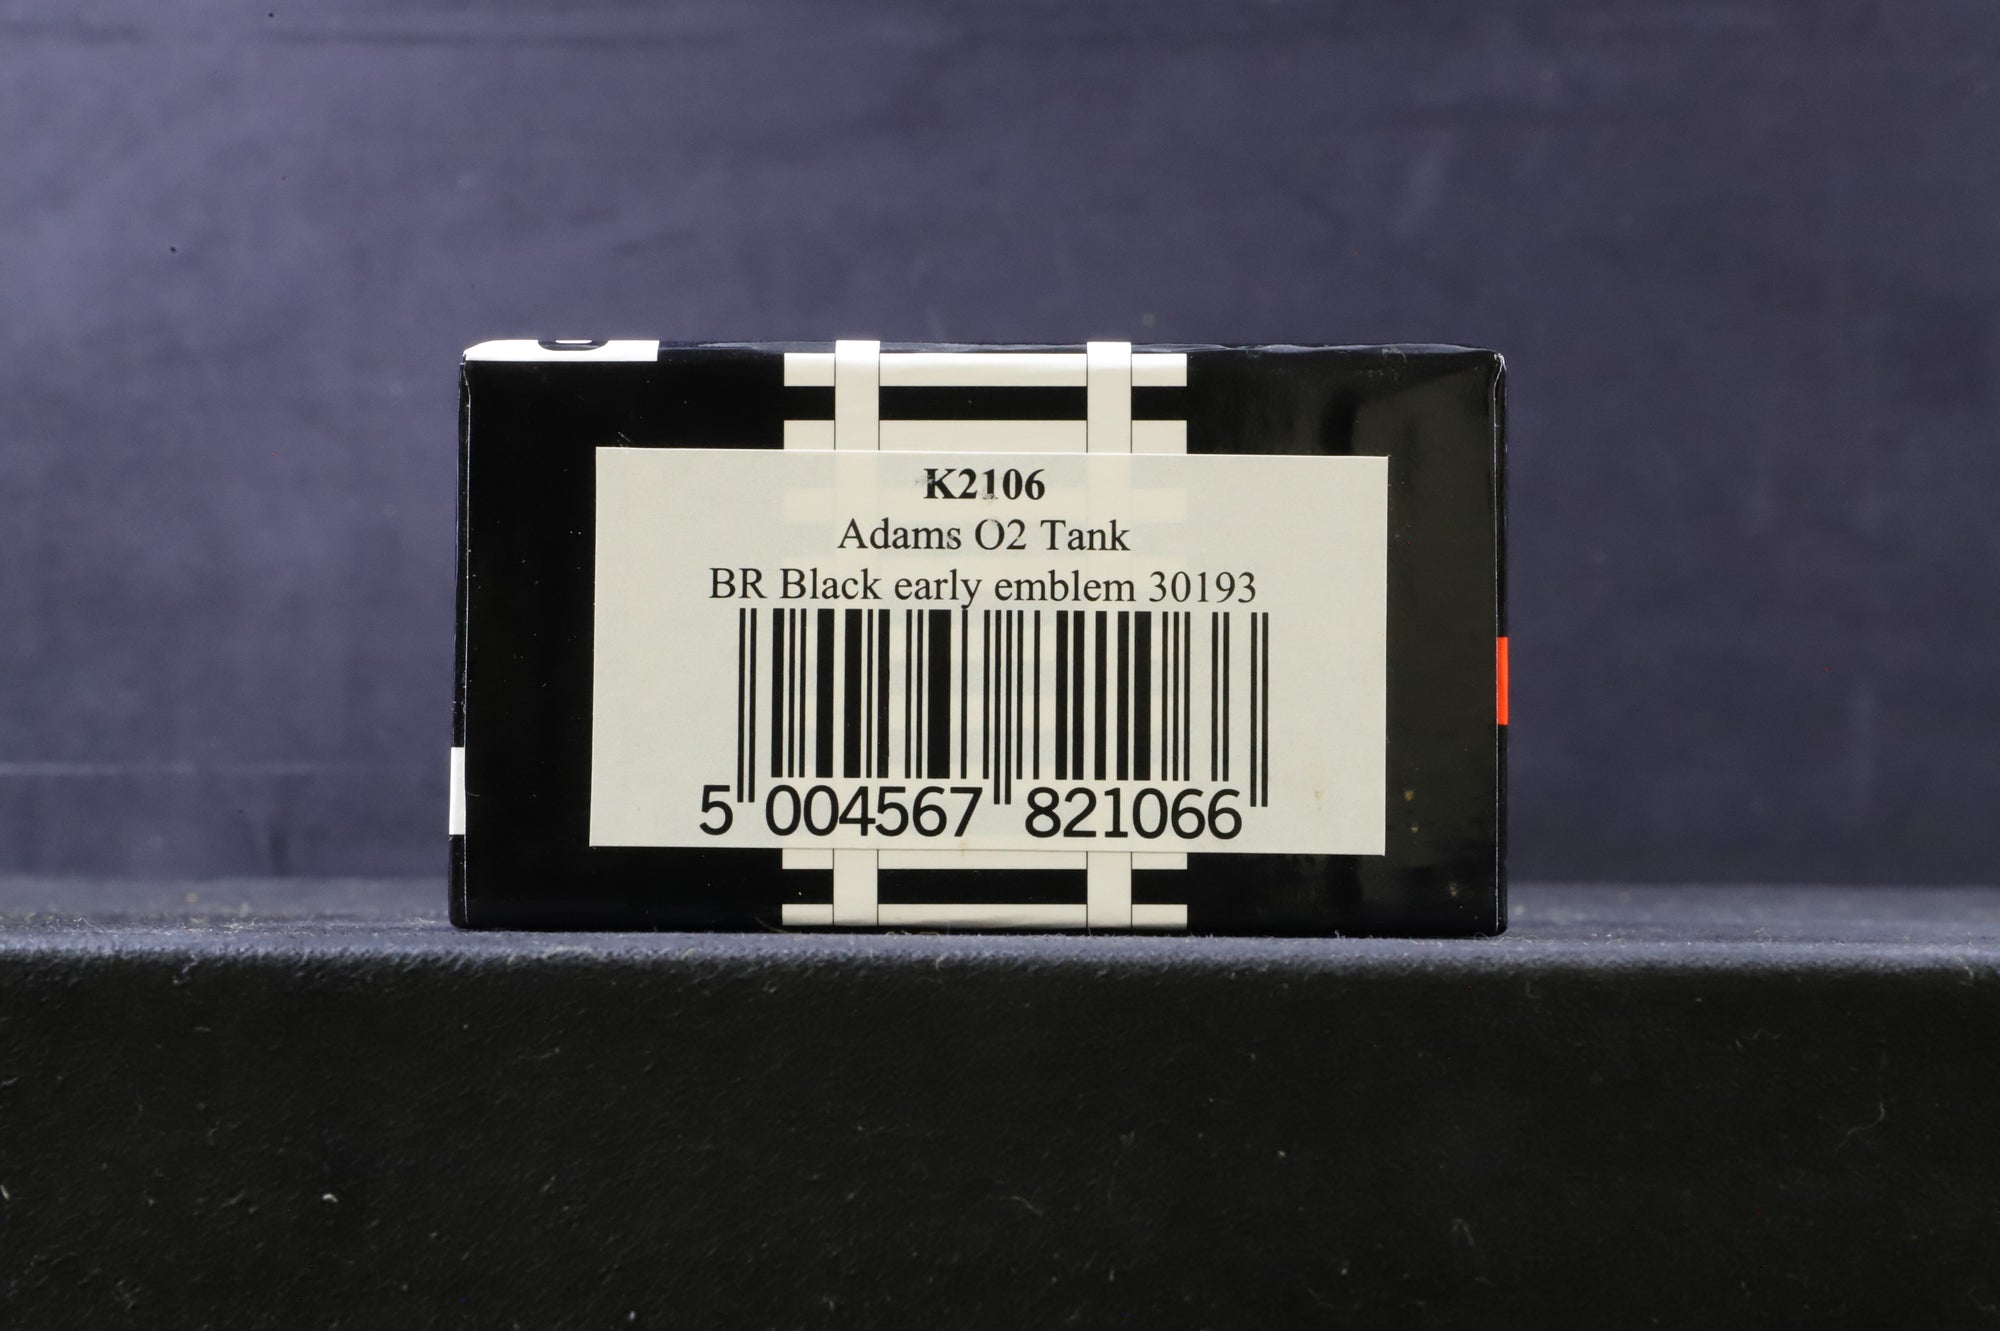 K2106
Adams O2 Tank
BR Black early emblem 30193
5 004567 821066